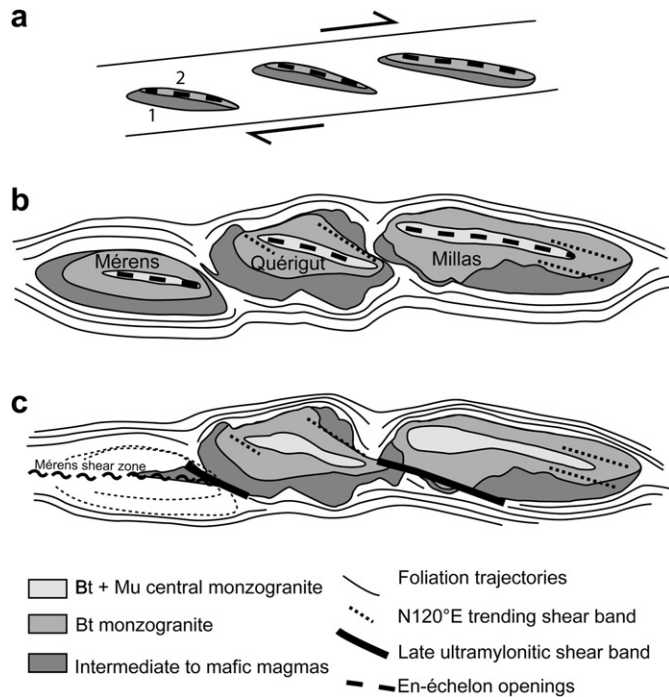 a
2
1
b
Mérens
Quérigut
Millas
c
Mérens shear zone
Bt + Mu central monzogranite
Bt monzogranite
Intermediate to mafic magmas
Foliation trajectories
N120°E trending shear band
Late ultramylonitic shear band
En-échelon openings